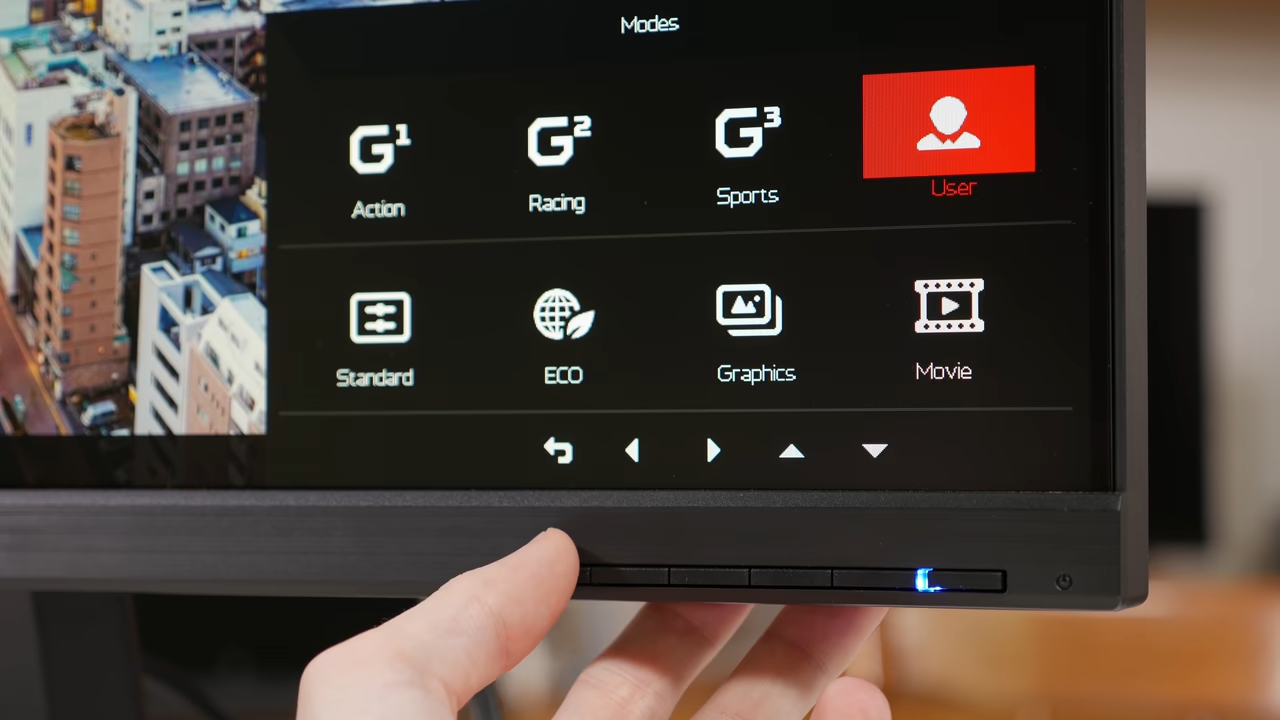 Modes
G1
G2
G3
Action
Racing
Sports
User
Standard
ECO
Graphics
Movie